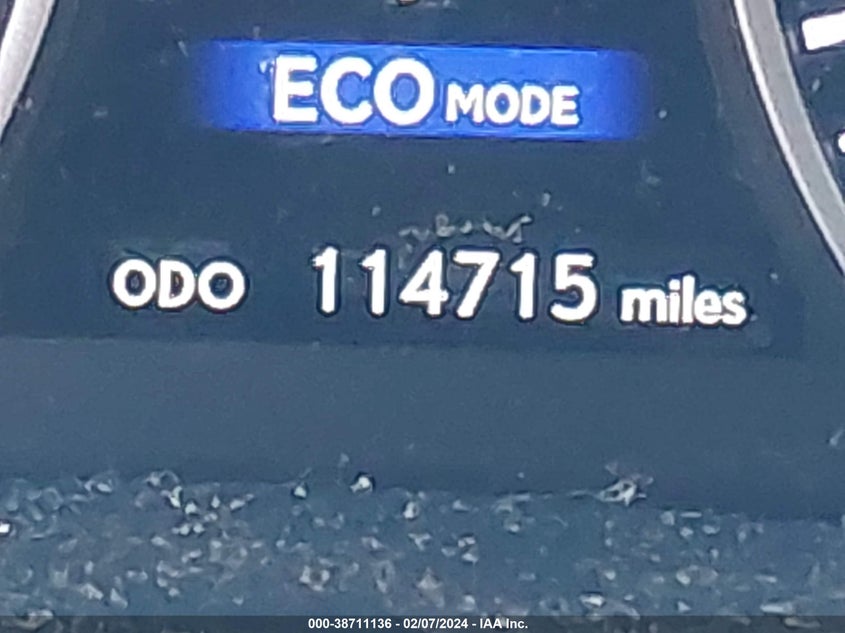 ECO MODE
ODO 114715 miles
000-38711136 - 02/07/2024 - IAA Inc.